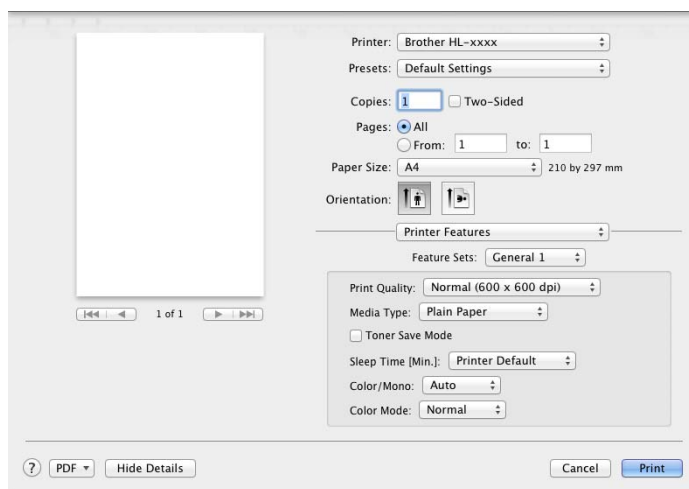 Printer: Brother HL-xxxx
Presets: Default Settings
Copies: 1 Two-Sided
Pages: All
From: 1 to: 1
Paper Size: A4 210 by 297 mm
Orientation:
Printer Features
Feature Sets: General 1
Print Quality: Normal (600 x 600 dpi)
Media Type: Plain Paper
Toner Save Mode
Sleep Time [Min.]: Printer Default
Color/Mono: Auto
Color Mode: Normal
1 of 1
? PDF Hide Details Cancel Print